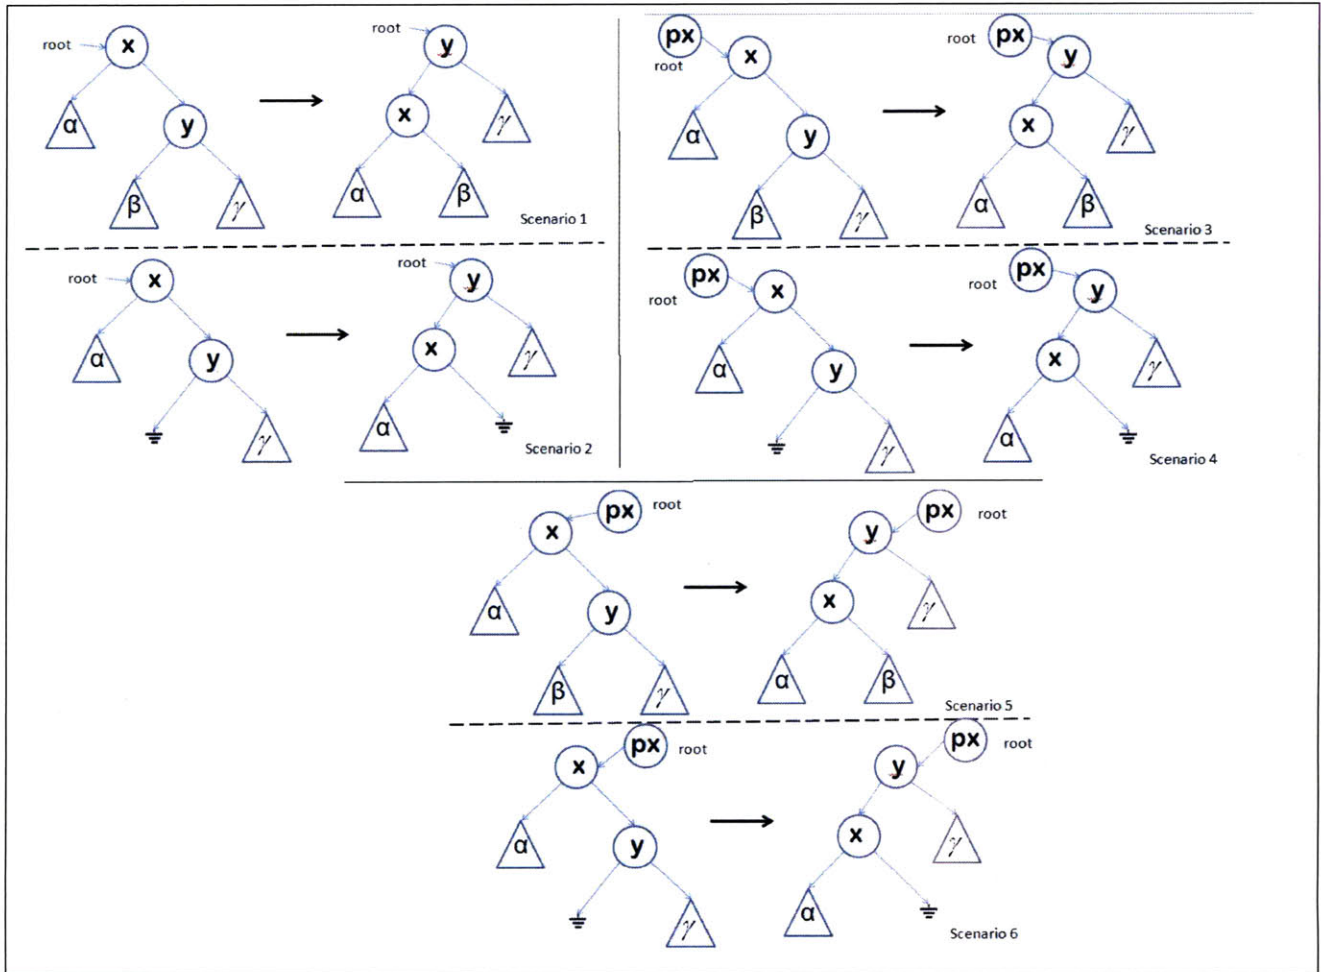 root x root y
α y x γ
β γ α β
Scenario 1
root x root y
α y x γ
γ α
Scenario 2
px root x root px y
α y x γ
β γ α β
Scenario 3
px root x root px y
α y x γ
γ α
Scenario 4
x px root y px root
α y x γ
β γ α β
Scenario 5
x px root y px root
α y x γ
γ α
Scenario 6